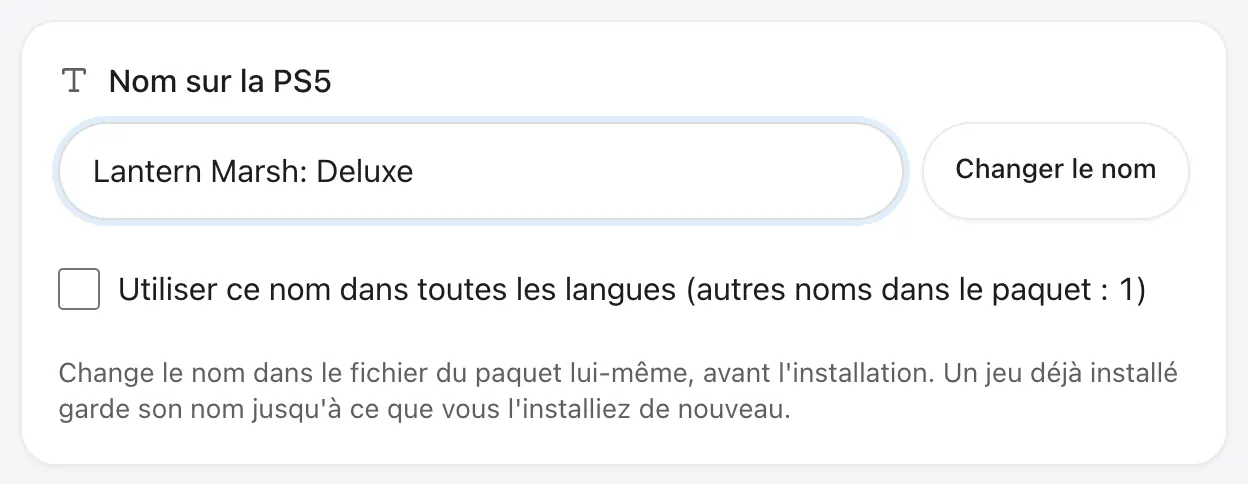 Nom sur la PS5
Lantern Marsh: Deluxe
Changer le nom
Utiliser ce nom dans toutes les langues (autres noms dans le paquet : 1)
Change le nom dans le fichier du paquet lui-même, avant l'installation. Un jeu déjà installé
garde son nom jusqu'à ce que vous l'installiez de nouveau.